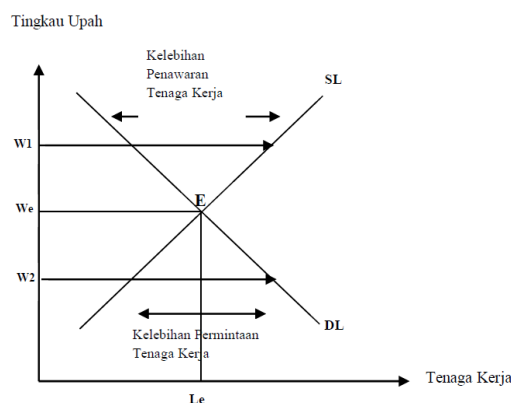 Tingkau Upah
Kelebihan
Penawaran
Tenaga Kerja
SL
W1
E
We
W2
DL
Kelebihan Permintaan
Tenaga Kerja
Tenaga Kerja
Le